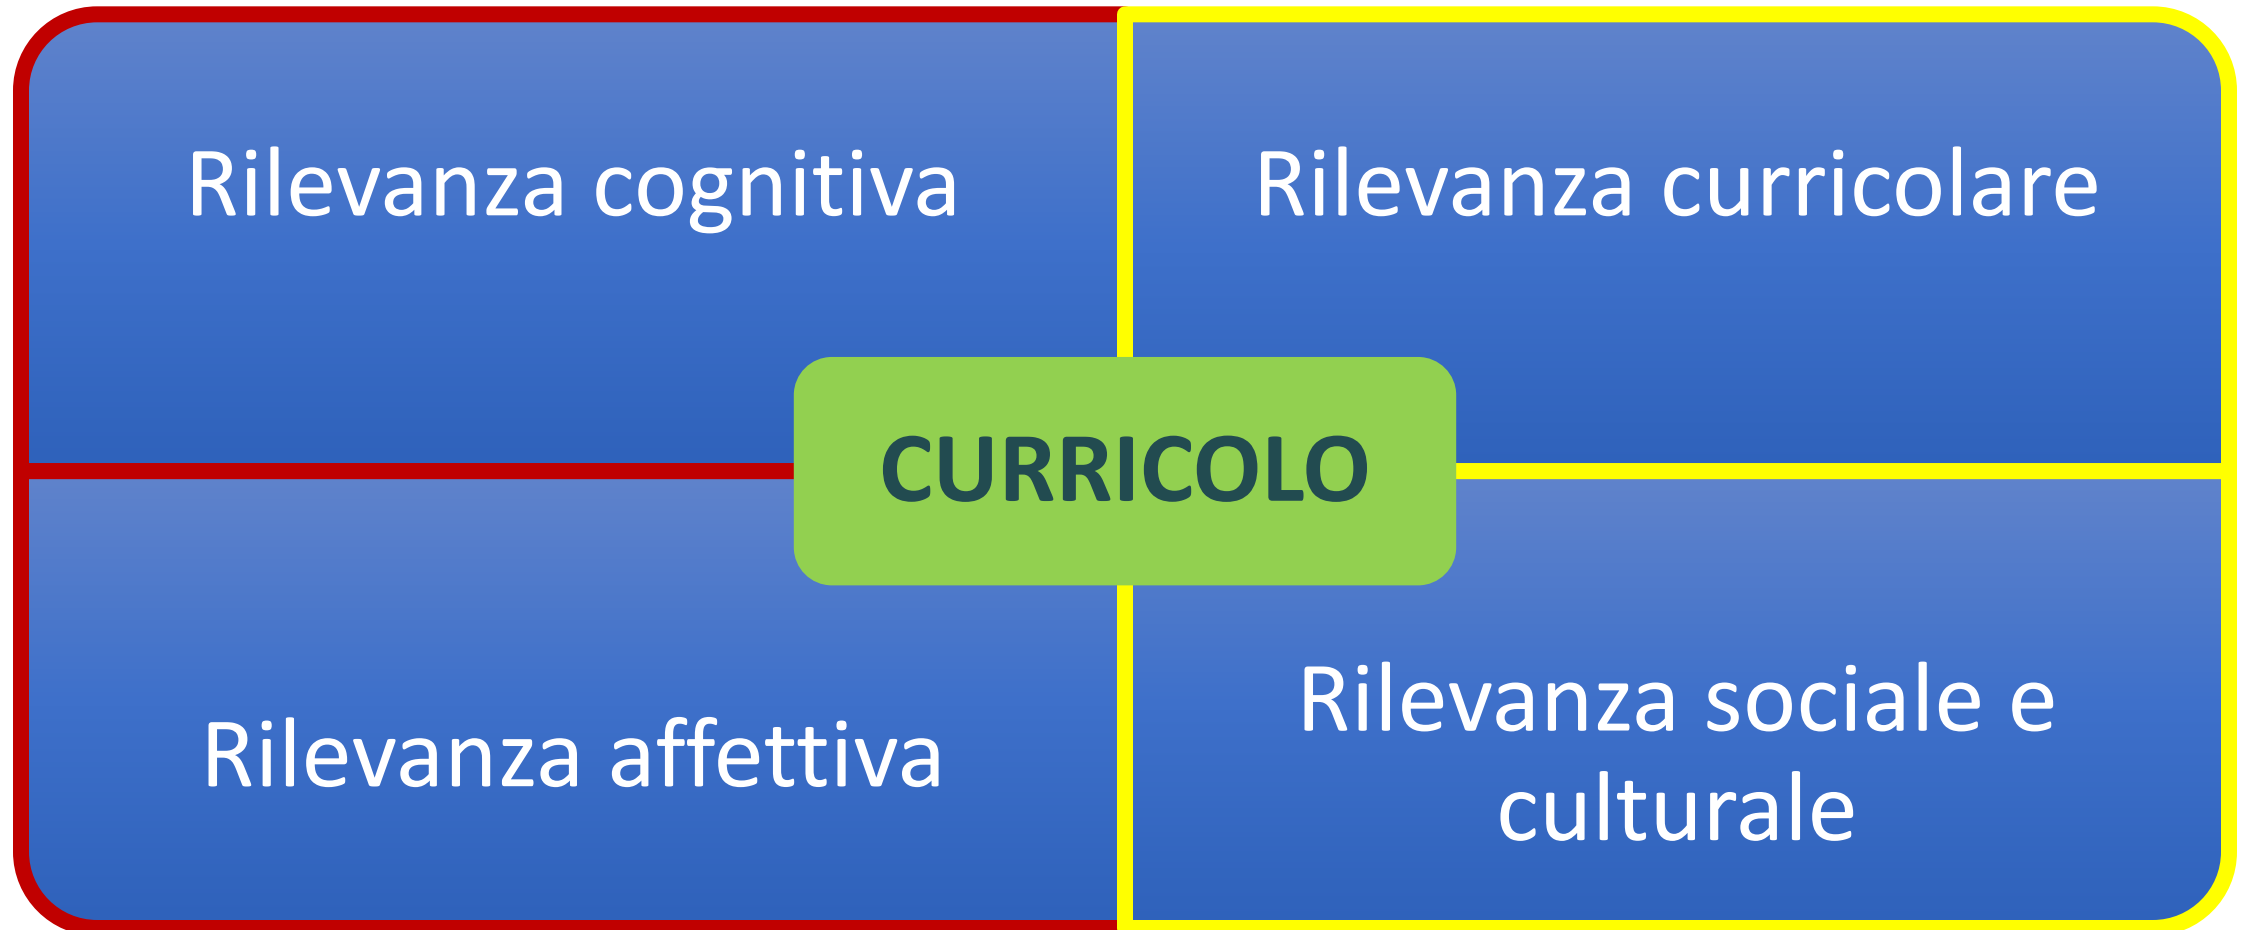 Rilevanza cognitiva
Rilevanza curricolare
CURRICOLO
Rilevanza affettiva
Rilevanza sociale e
culturale